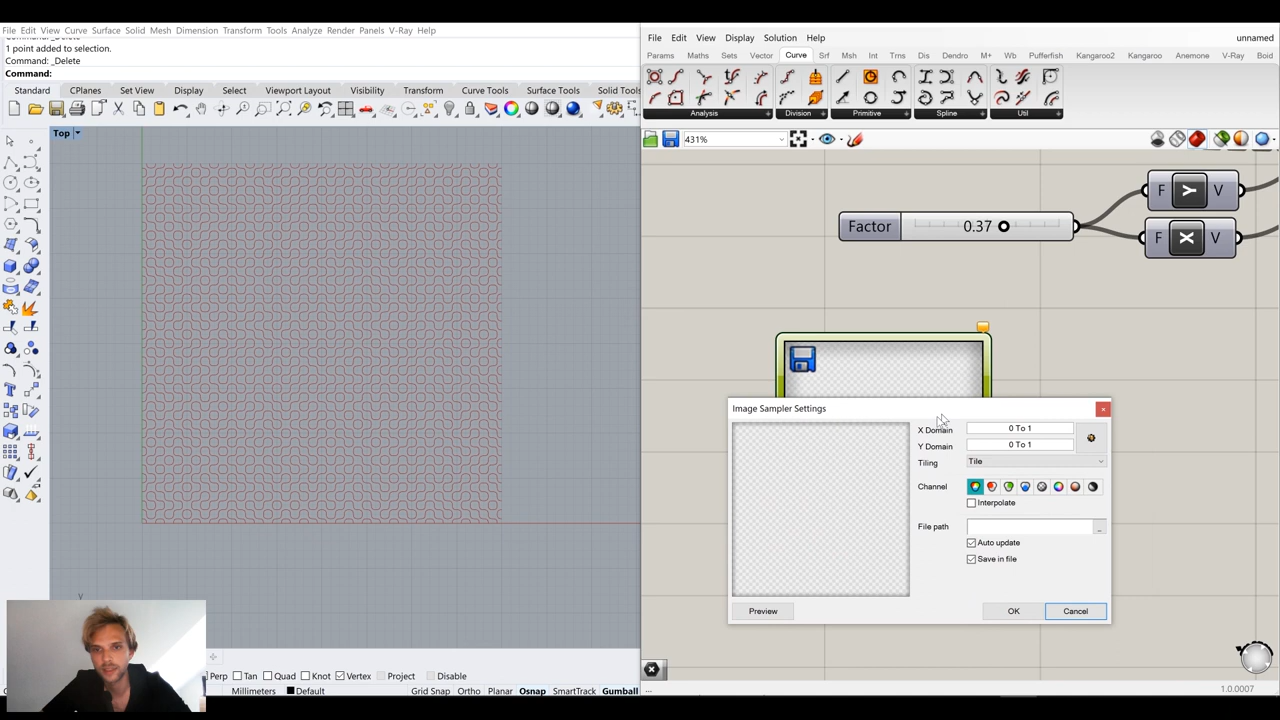 File Edit View Curve Surface Solid Mesh Dimension Transform Tools Analyze Render Panels V-Ray Help
1 point added to selection.
Command: _Delete
Command:
Standard CPlanes Set View Display Select Viewport Layout Visibility Transform Curve Tools Surface Tools Solid Tools
Top
y
Perp Tan Quad Knot Vertex Project Disable
Millimeters Default Grid Snap Ortho Planar Osnap SmartTrack Gumball
File Edit View Display Solution Help unnamed
Params Maths Sets Vector Curve Srf Msh Int Trns Dis Dendro M+ Wb Pufferfish Kangaroo2 Kangaroo Anemone V-Ray Boid
Analysis Division Primitive Spline Util
431%
Factor 0.37
F Y V
F X V
Image Sampler Settings
X Domain 0 To 1
Y Domain 0 To 1
Tiling Tile
Channel
Interpolate
File path ...
Auto update
Save in file
Preview OK Cancel
... 1.0.0007